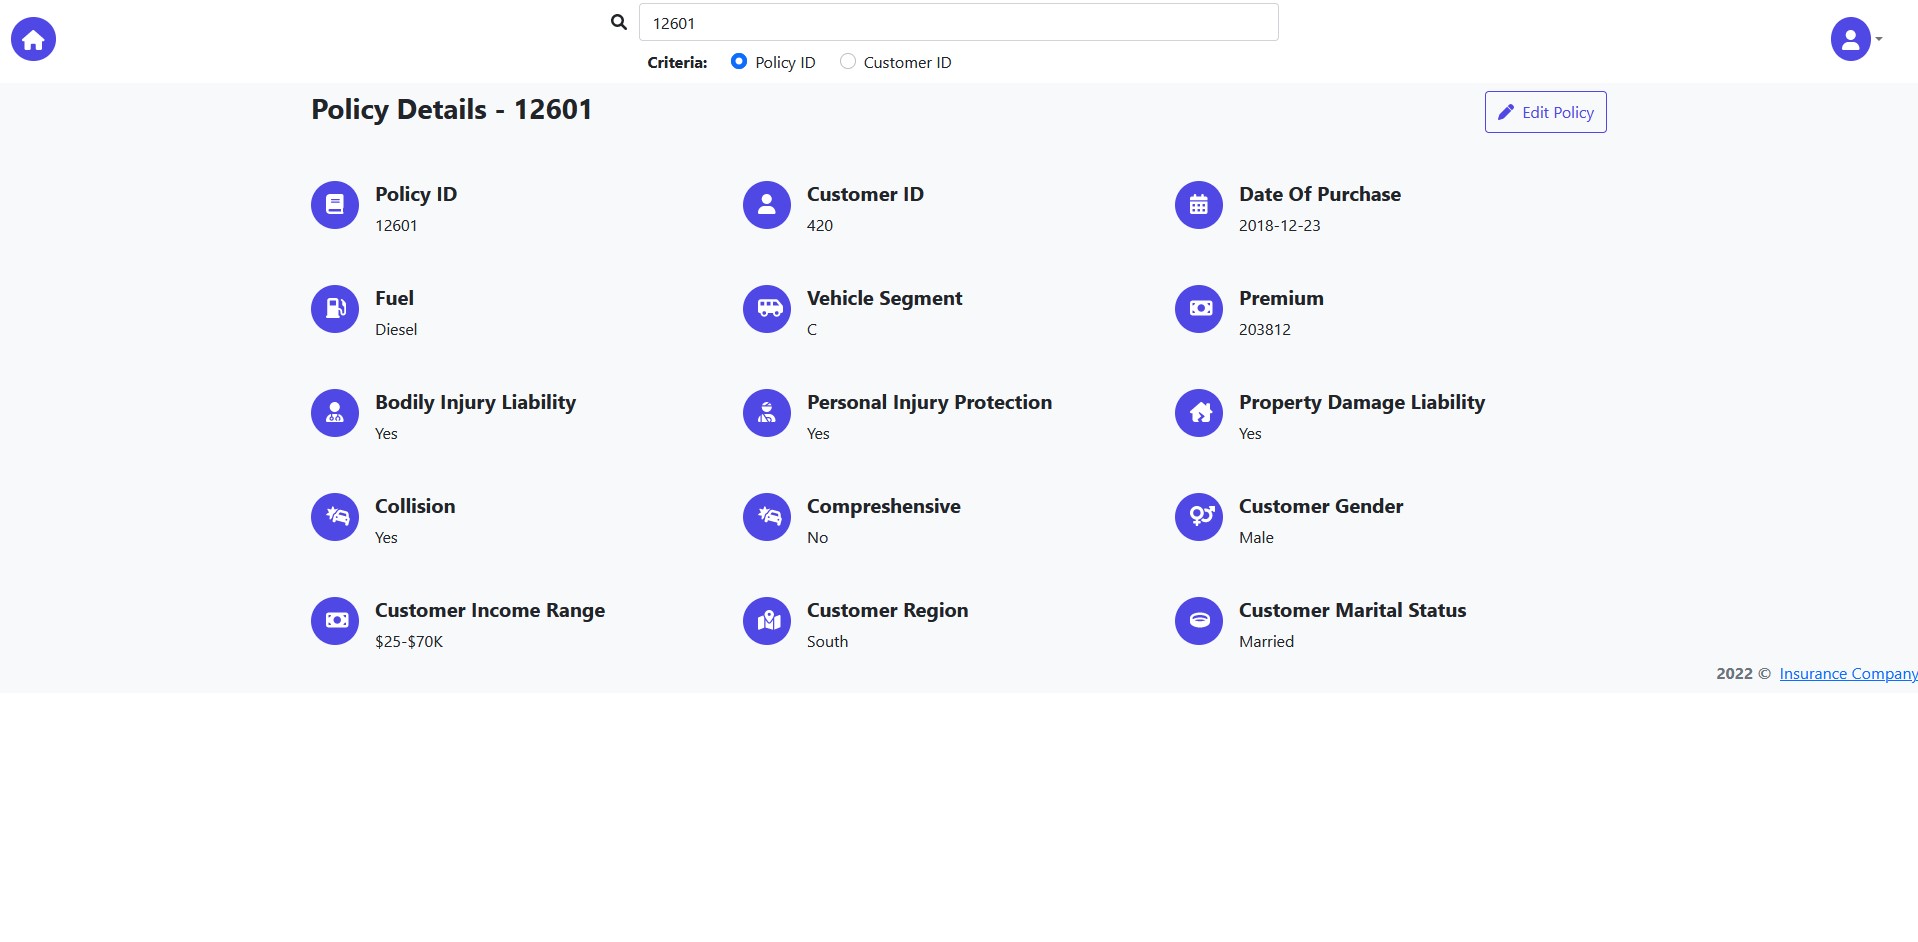 12601
Criteria: Policy ID Customer ID
Policy Details - 12601
Edit Policy
Policy ID
12601
Customer ID
420
Date Of Purchase
2018-12-23
Fuel
Diesel
Vehicle Segment
C
Premium
203812
Bodily Injury Liability
Yes
Personal Injury Protection
Yes
Property Damage Liability
Yes
Collision
Yes
Compreshensive
No
Customer Gender
Male
Customer Income Range
$25-$70K
Customer Region
South
Customer Marital Status
Married
2022 © Insurance Company